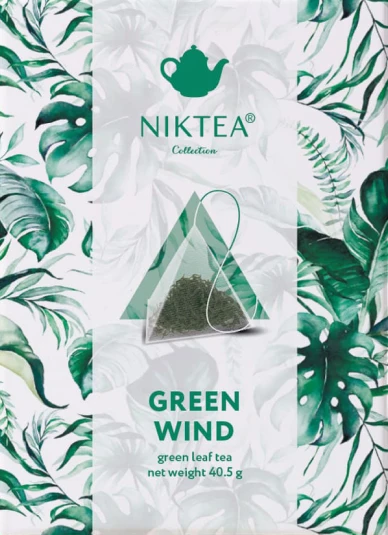 NIKTEA®
Collection
GREEN
WIND
green leaf tea
net weight 40.5 g